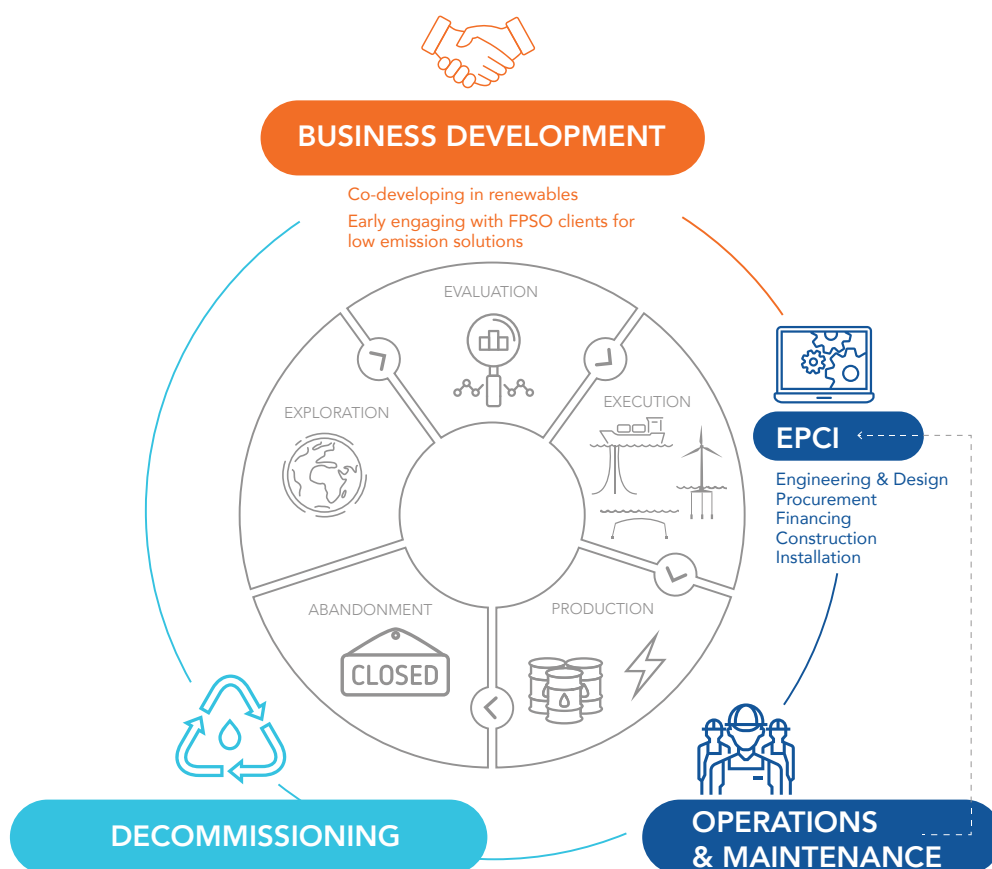 BUSINESS DEVELOPMENT
Co-developing in renewables
Early engaging with FPSO clients for
low emission solutions
EVALUATION
EXPLORATION
EXECUTION
EPCI
Engineering & Design
Procurement
Financing
Construction
Installation
ABANDONMENT
CLOSED
PRODUCTION
DECOMMISSIONING
OPERATIONS
& MAINTENANCE